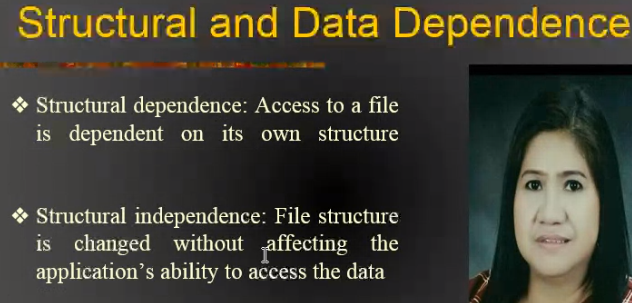 Structural and Data Dependence
❖ Structural dependence: Access to a file
is dependent on its own structure
❖ Structural independence: File structure
is changed without affecting the
application's ability to access the data